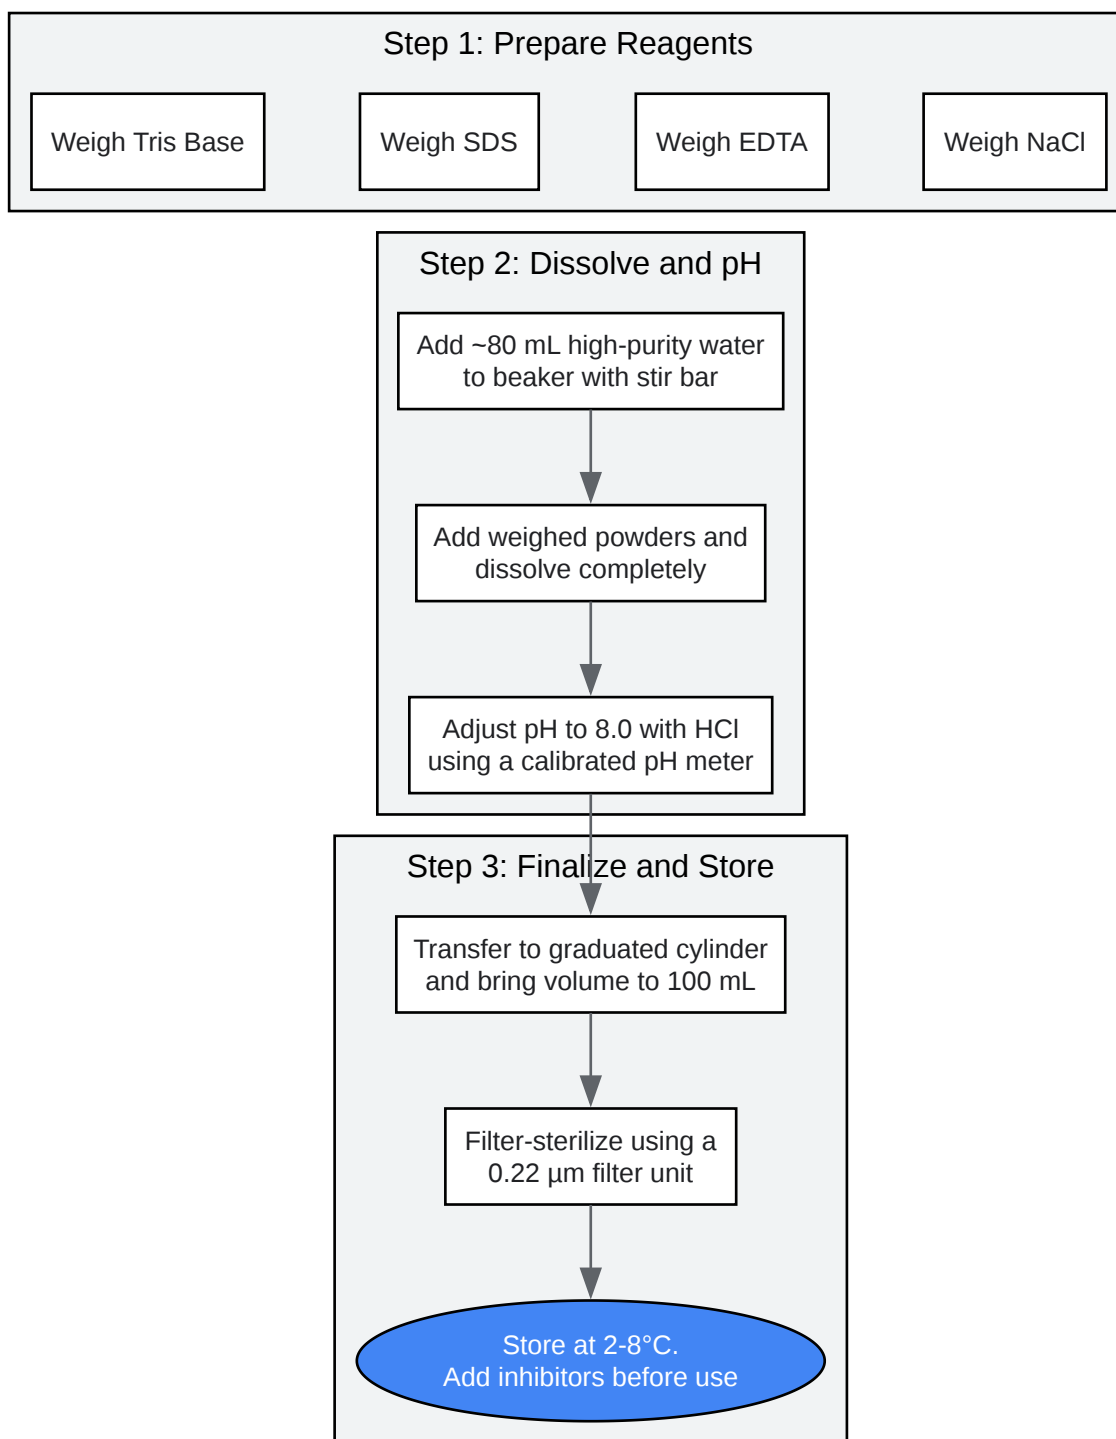 Step 1: Prepare Reagents
Weigh Tris Base
Weigh SDS
Weigh EDTA
Weigh NaCl
Step 2: Dissolve and pH
Add ~80 mL high-purity water
to beaker with stir bar
Add weighed powders and
dissolve completely
Adjust pH to 8.0 with HCl
using a calibrated pH meter
Step 3: Finalize and Store
Transfer to graduated cylinder
and bring volume to 100 mL
Filter-sterilize using a
0.22 µm filter unit
Store at 2-8°C.
Add inhibitors before use